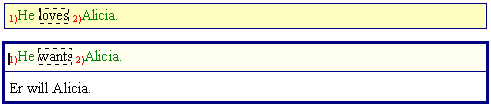 1)He loves 2)Alicia.
1)He wants 2)Alicia.
Er will Alicia.